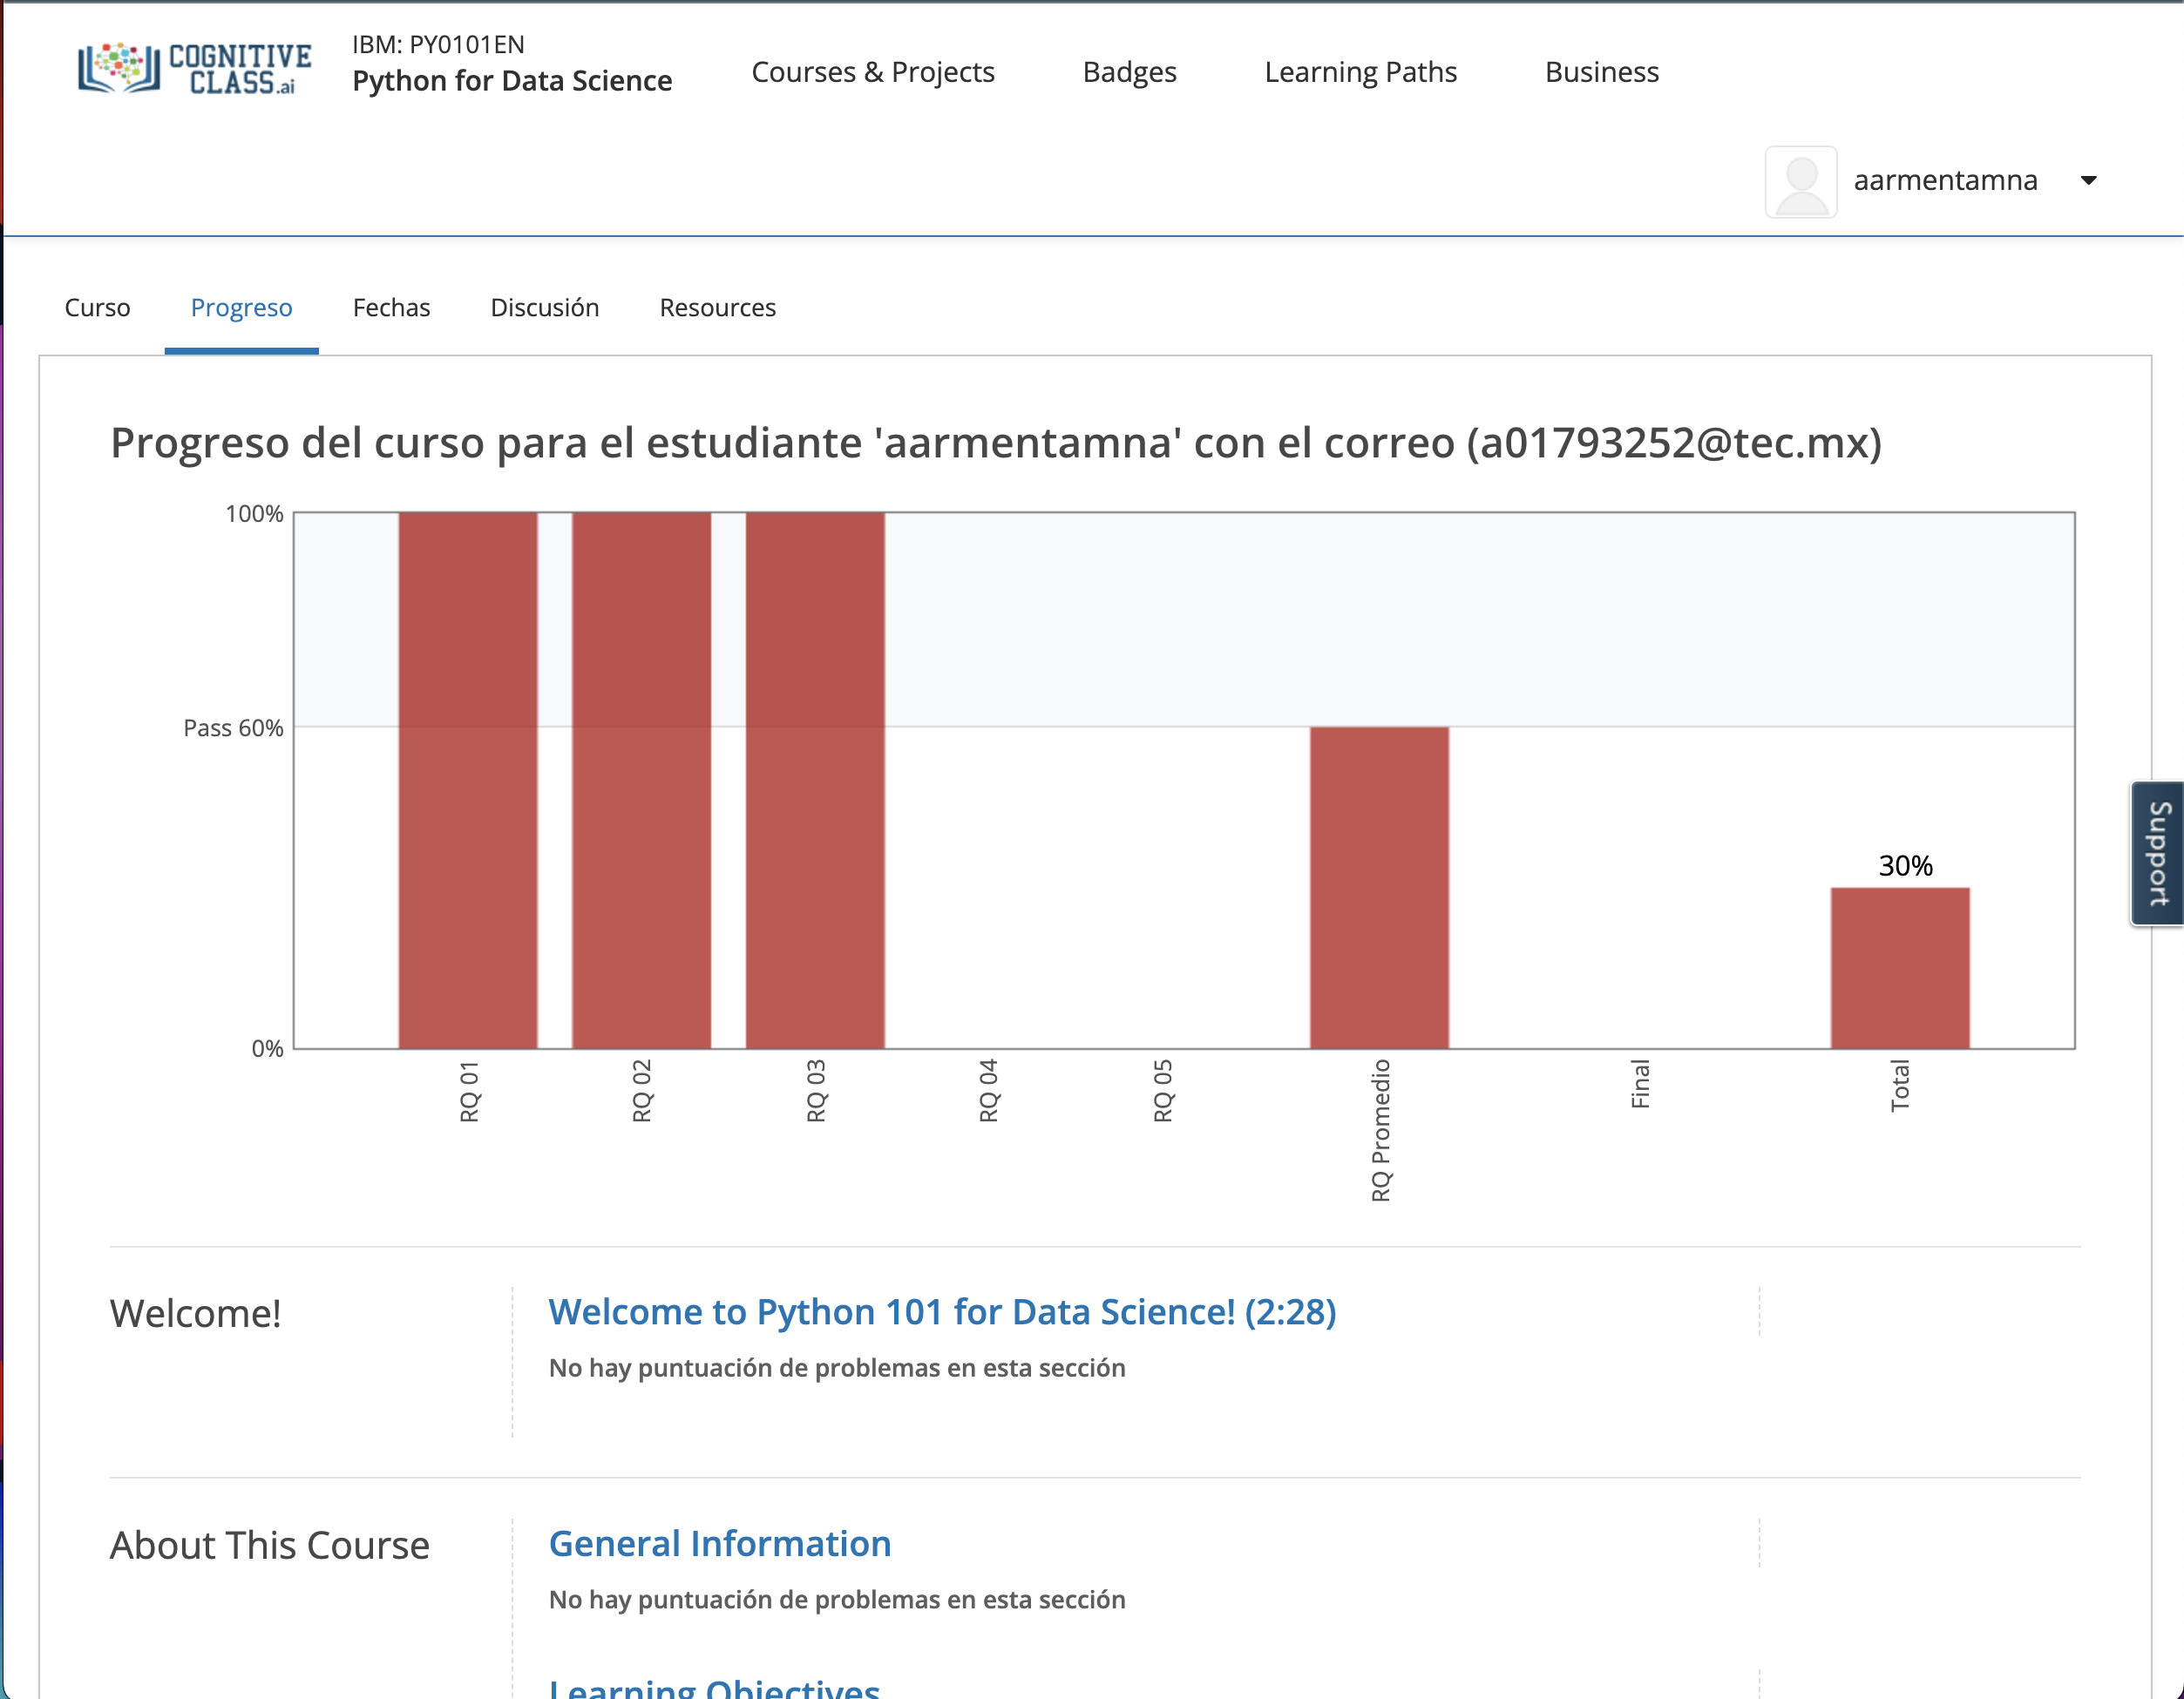 COGNITIVE
CLASS.ai
IBM: PY0101EN
Python for Data Science
Courses & Projects
Badges
Learning Paths
Business
aarmentamna
Curso
Progreso
Fechas
Discusión
Resources
Progreso del curso para el estudiante 'aarmentamna' con el correo (a01793252@tec.mx)
100%
Pass 60%
0%
30%
RQ 01
RQ 02
RQ 03
RQ 04
RQ 05
RQ Promedio
Final
Total
Support
Welcome!
Welcome to Python 101 for Data Science! (2:28)
No hay puntuación de problemas en esta sección
About This Course
General Information
No hay puntuación de problemas en esta sección
Learning Objectives